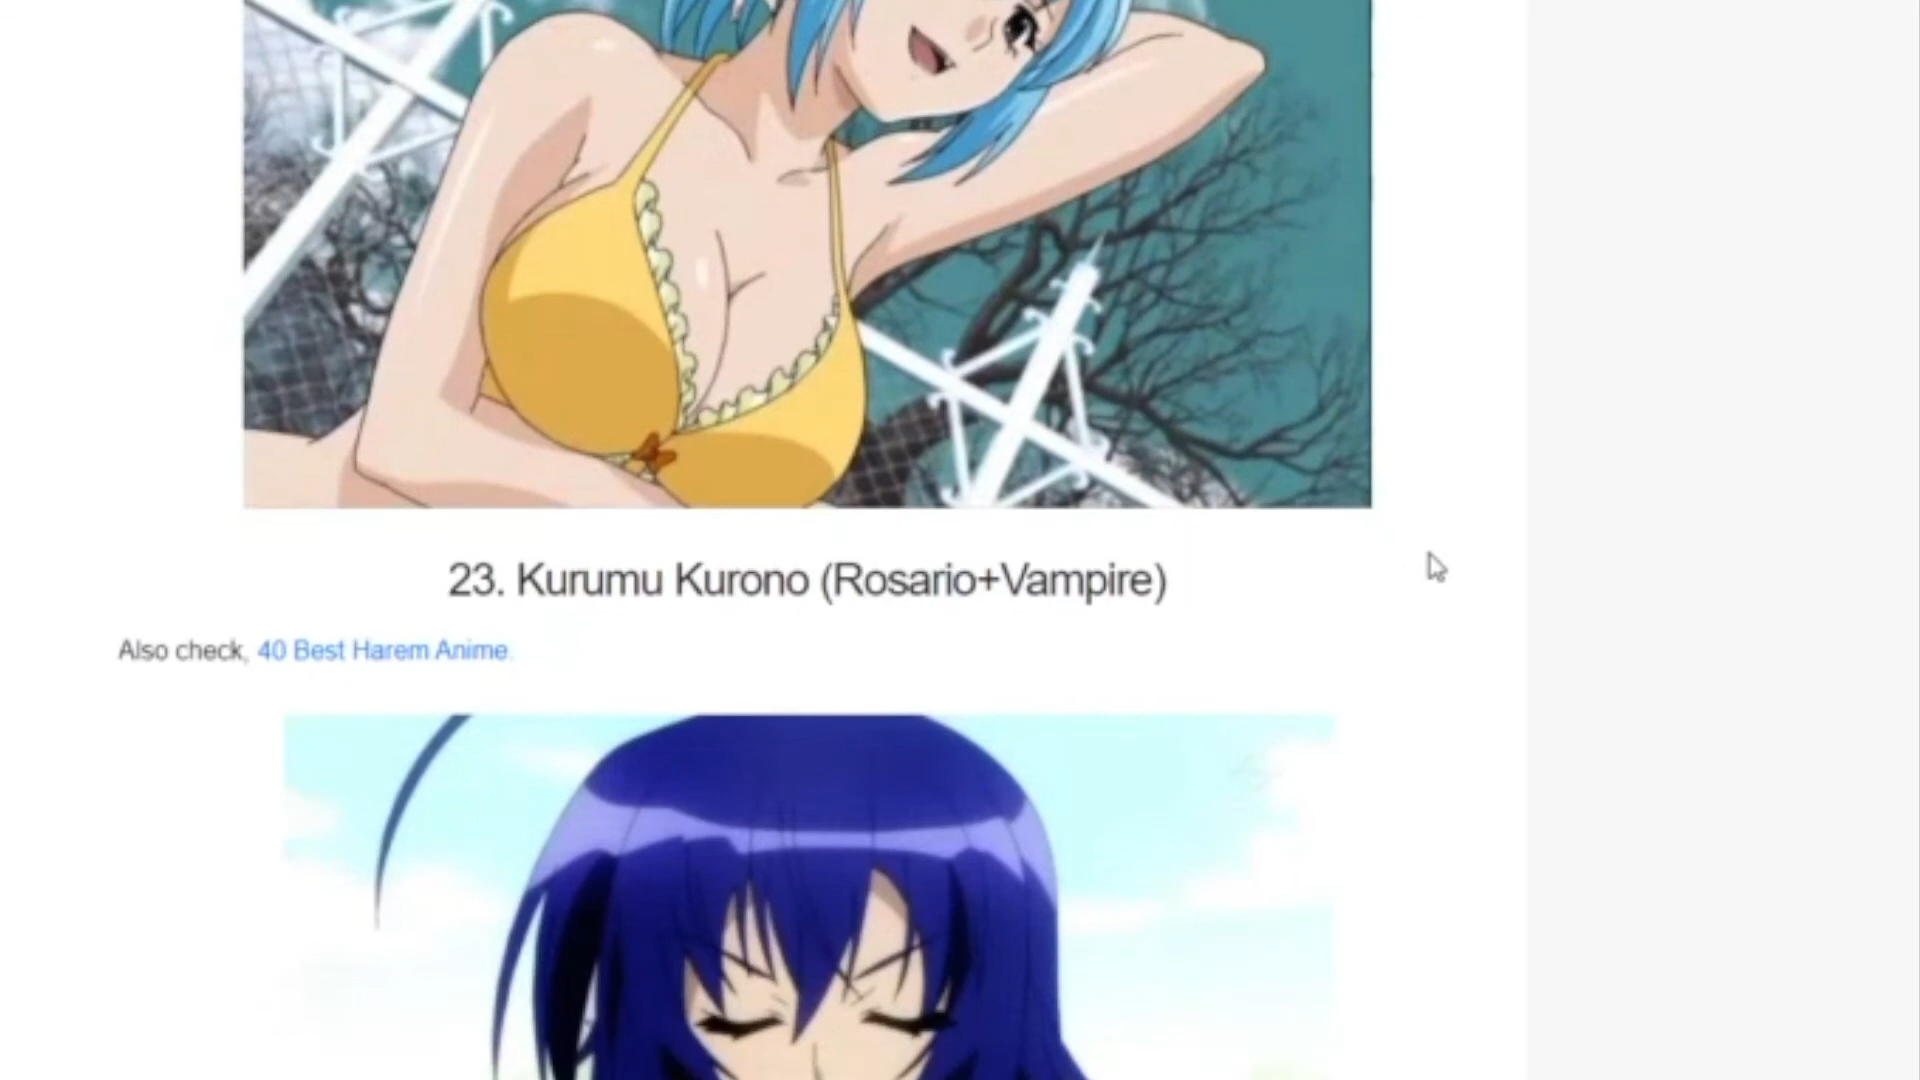 23. Kurumu Kurono (Rosario+Vampire)
Also check, 40 Best Harem Anime.